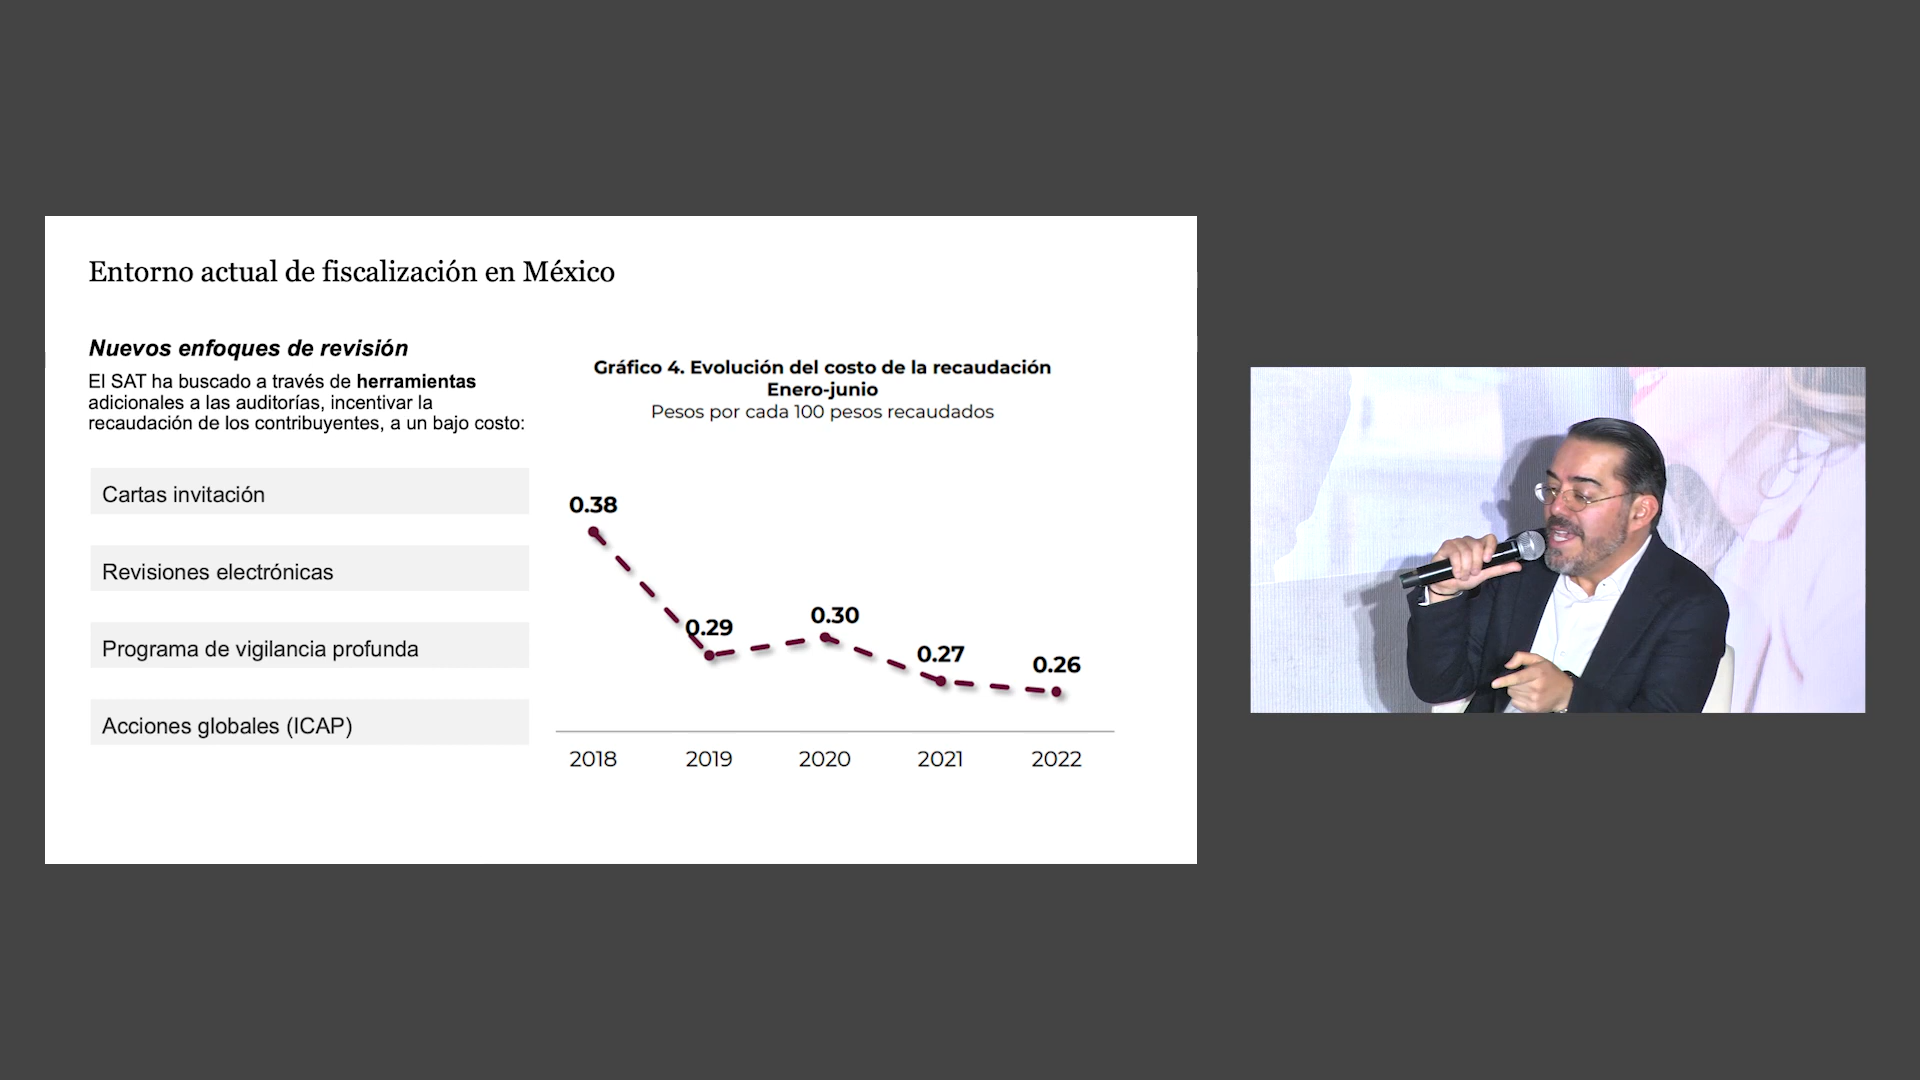 Entorno actual de fiscalización en México
Nuevos enfoques de revisión
El SAT ha buscado a través de herramientas
adicionales a las auditorías, incentivar la
recaudación de los contribuyentes, a un bajo costo:
Cartas invitación
Revisiones electrónicas
Programa de vigilancia profunda
Acciones globales (ICAP)
Gráfico 4. Evolución del costo de la recaudación
Enero-junio
Pesos por cada 100 pesos recaudados
0.38
0.29
0.30
0.27
0.26
2018
2019
2020
2021
2022